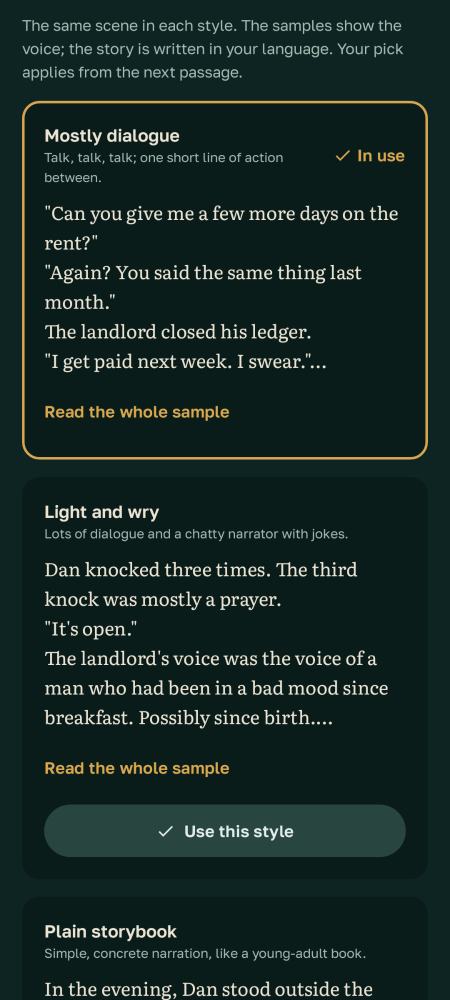 The same scene in each style. The samples show the
voice; the story is written in your language. Your pick
applies from the next passage.
Mostly dialogue
Talk, talk, talk; one short line of action
between.
In use
"Can you give me a few more days on the
rent?"
"Again? You said the same thing last
month."
The landlord closed his ledger.
"I get paid next week. I swear."...
Read the whole sample
Light and wry
Lots of dialogue and a chatty narrator with jokes.
Dan knocked three times. The third
knock was mostly a prayer.
"It's open."
The landlord's voice was the voice of a
man who had been in a bad mood since
breakfast. Possibly since birth....
Read the whole sample
Use this style
Plain storybook
Simple, concrete narration, like a young-adult book.
In the evening, Dan stood outside the